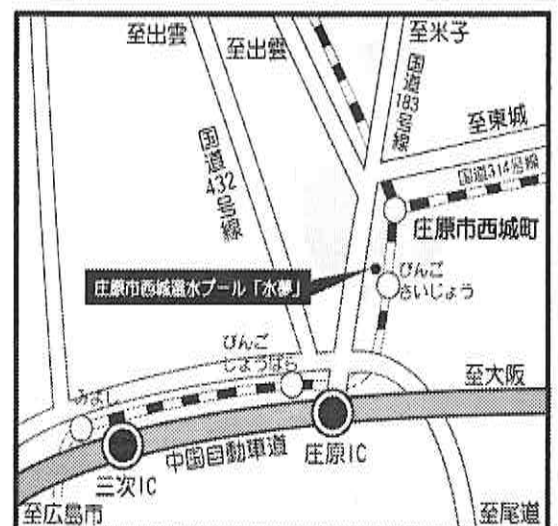 至出雲
至出雲
至米子
国道183号線
至東城
国道432号線
国道314号線
庄原市西城町
庄原市西城温水プール「水夢」
びんご
さいじょう
びんご
しょうばら
みよし
至大阪
中国自動車道
庄原IC
三次IC
至広島市
至尾道